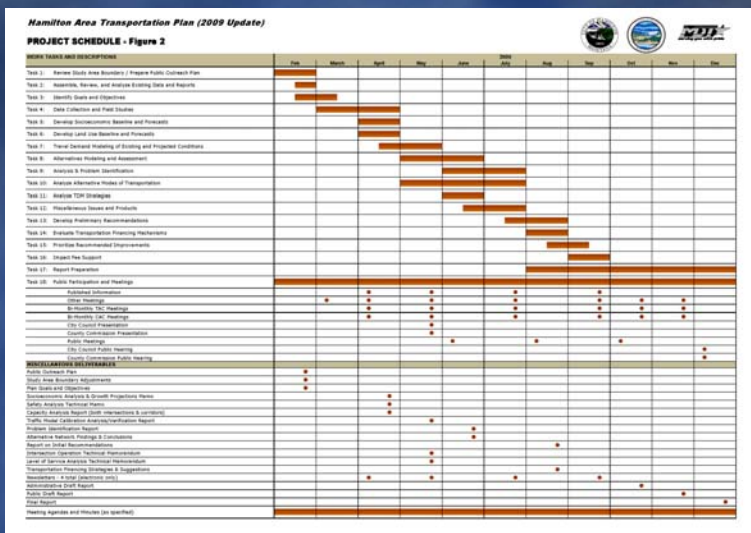 Hamilton Area Transportation Plan (2009 Update)
PROJECT SCHEDULE - Figure 2
MDT
WORK TASKS AND DESCRIPTIONS
2009
Feb March April May June July Aug Sep Oct Nov Dec
Task 1: Review Study Area Boundary / Prepare Public Outreach Plan
Task 2: Assemble, Review, and Analyze Existing Data and Reports
Task 3: Identify Goals and Objectives
Task 4: Data Collection and Field Studies
Task 5: Develop Socioeconomic Baseline and Forecasts
Task 6: Develop Land Use Baseline and Forecasts
Task 7: Travel Demand Modeling of Existing and Projected Conditions
Task 8: Alternatives Modeling and Assessment
Task 9: Analysis & Problem Identification
Task 10: Analyze Alternative Modes of Transportation
Task 11: Analyze TDM Strategies
Task 12: Miscellaneous Issues and Products
Task 13: Develop Preliminary Recommendations
Task 14: Evaluate Transportation Financing Mechanisms
Task 15: Prioritize Recommended Improvements
Task 16: Impact Fee Support
Task 17: Report Preparation
Task 18: Public Participation and Meetings
Published Information
Other Meetings
Bi-Monthly TAC Meetings
Bi-Monthly CAC Meetings
City Council Presentation
County Commission Presentation
Public Meetings
City Council Public Hearing
County Commission Public Hearing
MISCELLANEOUS DELIVERABLES
Public Outreach Plan
Study Area Boundary Adjustments
Plan Goals and Objectives
Socioeconomic Analysis & Growth Projections Memo
Safety Analysis Technical Memo
Capacity Analysis Report (both intersections & corridors)
Traffic Model Calibration Analysis/Verification Report
Problem Identification Report
Alternative Network Findings & Conclusions
Report on Initial Recommendations
Intersection Operation Technical Memorandum
Level of Service Analysis Technical Memorandum
Transportation Financing Strategies & Suggestions
Newsletters - 4 total (electronic only)
Administrative Draft Report
Public Draft Report
Final Report
Meeting Agendas and Minutes (as specified)